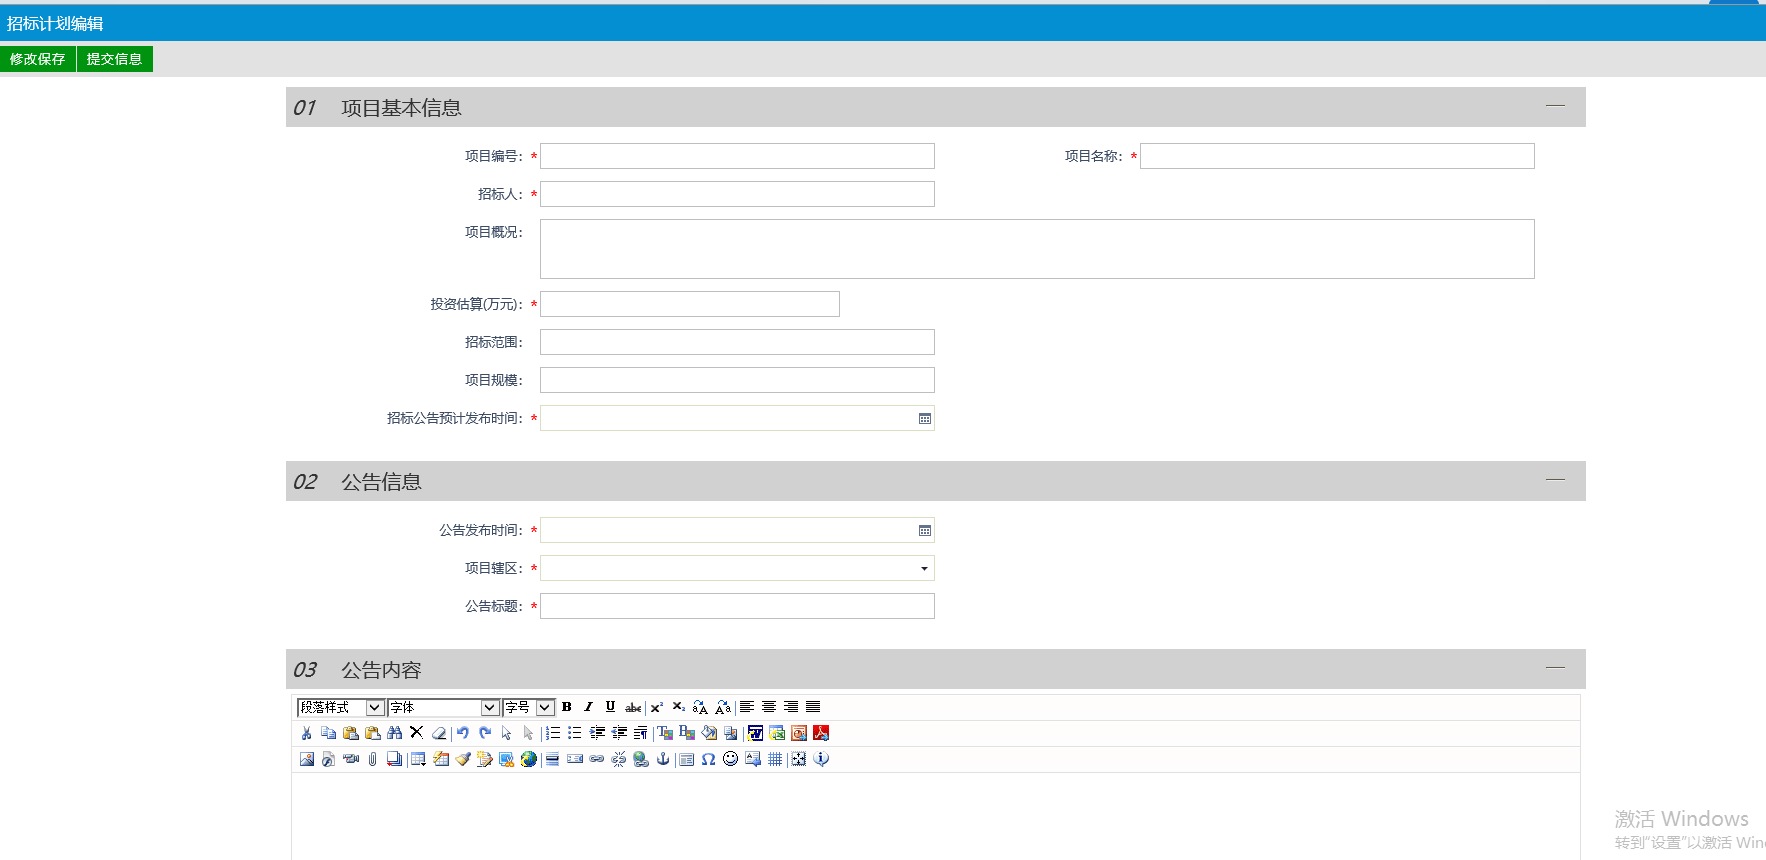 招标计划编辑
修改保存 提交信息
01 项目基本信息
项目编号: * 项目名称: *
招标人: *
项目概况:
投资估算(万元): *
招标范围:
项目规模:
招标公告预计发布时间: *
02 公告信息
公告发布时间: *
项目辖区: *
公告标题: *
03 公告内容
段落样式 字体 字号 B I U abc x² x₂ aA Aa
激活 Windows
转到"设置"以激活 Win